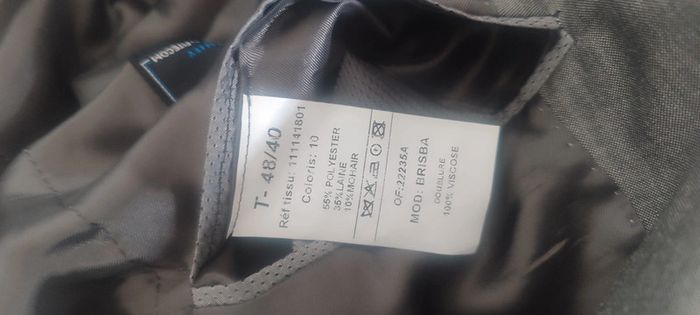 T- 48/40
Réf tissu: 111141801
Coloris: 10
55% POLYESTER
35%LAINE
10%MOHAIR
OF:22235A
MOD: BRISBA
DOUBLURE
100% VISCOSE